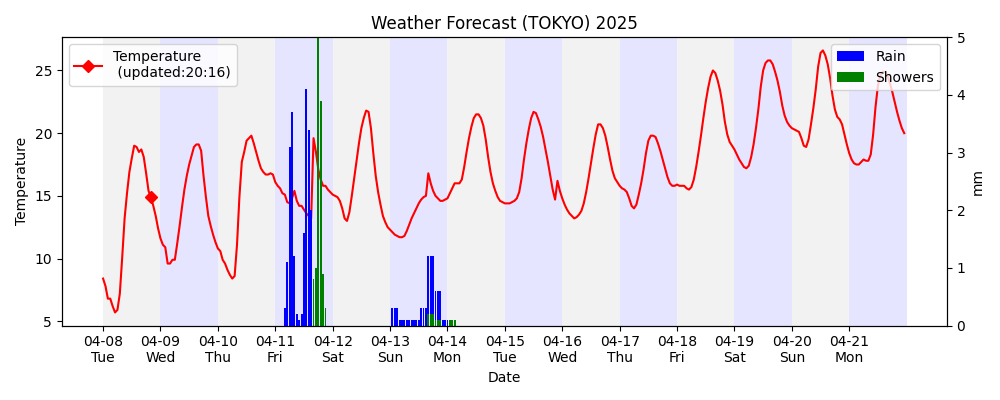 Weather Forecast (TOKYO) 2025
Temperature
(updated:20:16)
Rain
Showers
Temperature
25
20
15
10
5
5
4
3
2
1
0
mm
04-08 04-09 04-10 04-11 04-12 04-13 04-14 04-15 04-16 04-17 04-18 04-19 04-20 04-21
Tue Wed Thu Fri Sat Sun Mon Tue Wed Thu Fri Sat Sun Mon
Date